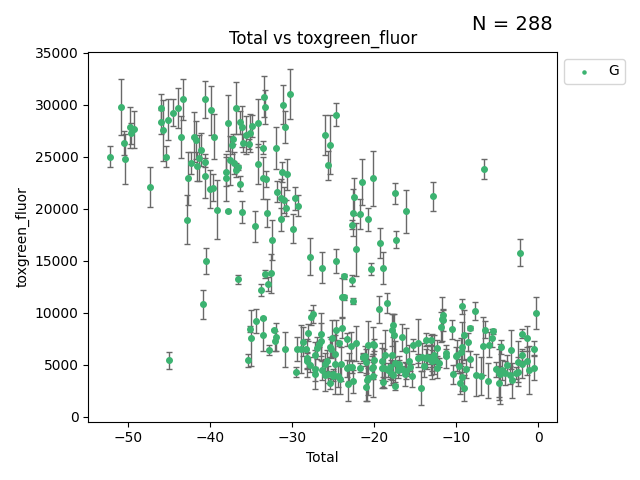 N = 288
Total vs toxgreen_fluor
G
toxgreen_fluor
35000
30000
25000
20000
15000
10000
5000
0
−50 −40 −30 −20 −10 0
Total